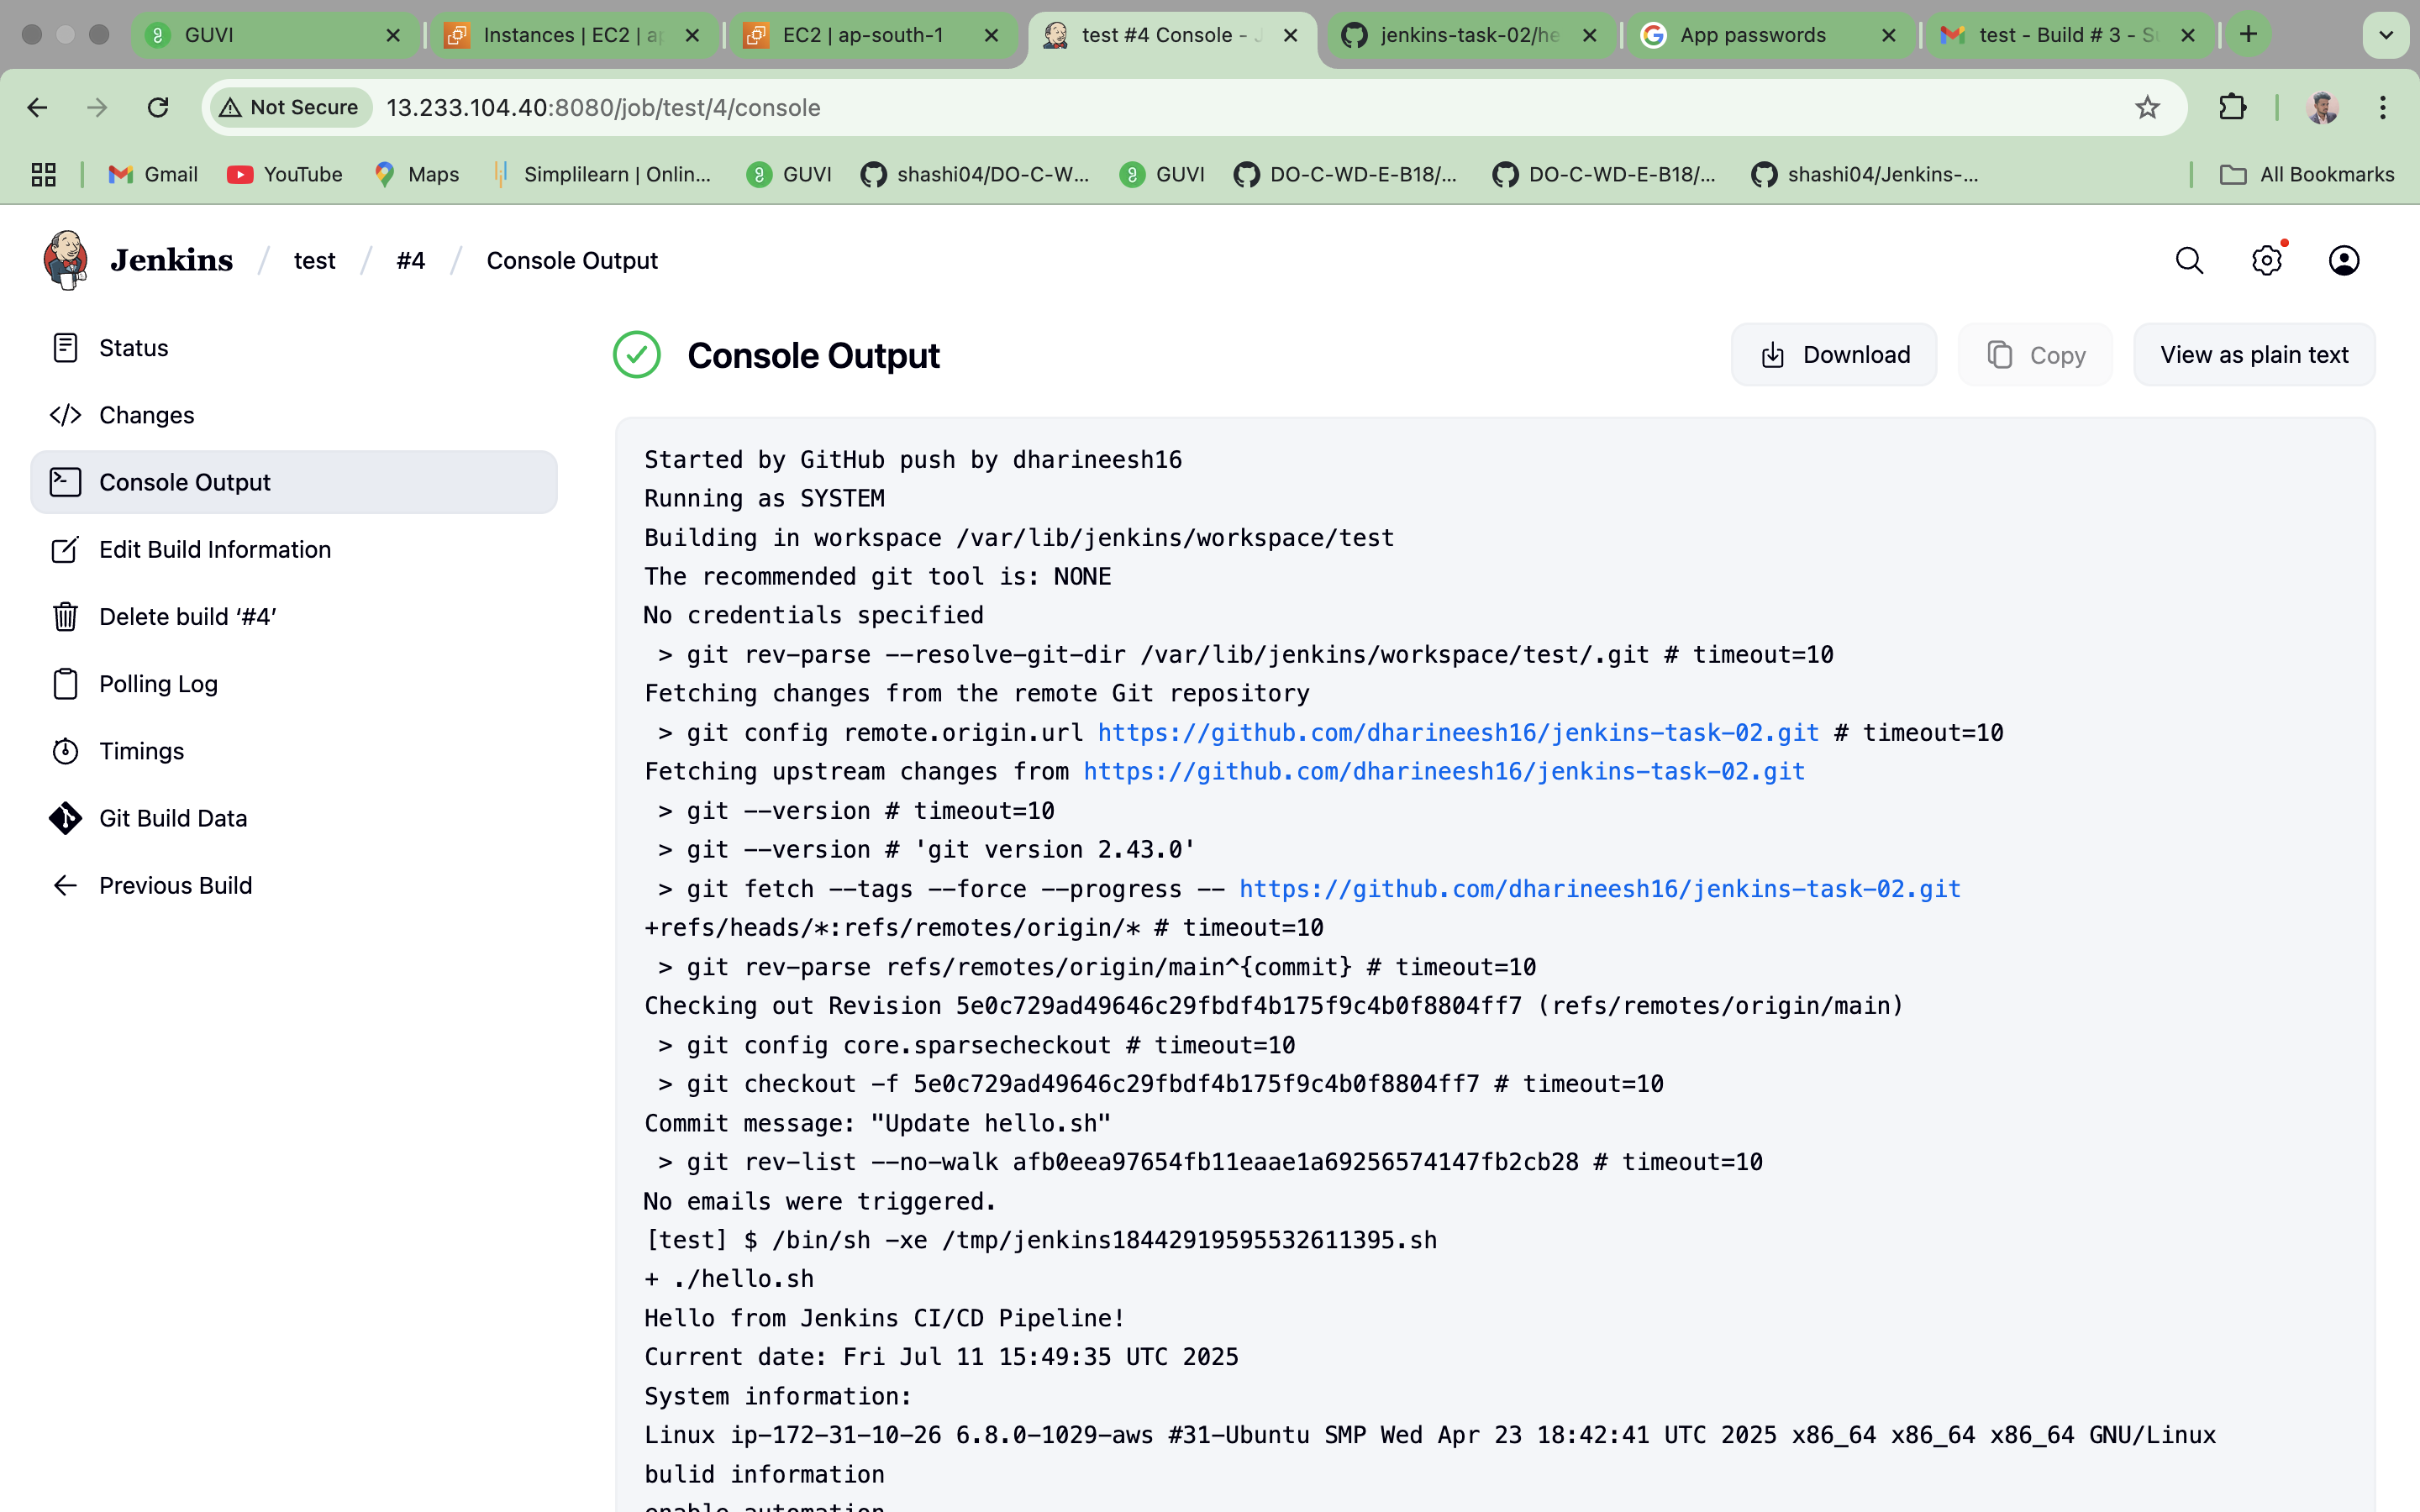 GUVI
Instances | EC2 | ap
EC2 | ap-south-1
test #4 Console - J
jenkins-task-02/he
App passwords
test - Build # 3 - Su
Not Secure
13.233.104.40:8080/job/test/4/console
Gmail
YouTube
Maps
Simplilearn | Onlin...
GUVI
shashi04/DO-C-W...
GUVI
DO-C-WD-E-B18/...
DO-C-WD-E-B18/...
shashi04/Jenkins-...
All Bookmarks
Jenkins / test / #4 / Console Output
Status
Changes
Console Output
Edit Build Information
Delete build ‘#4’
Polling Log
Timings
Git Build Data
Previous Build
Console Output
Download
Copy
View as plain text
Started by GitHub push by dharineesh16
Running as SYSTEM
Building in workspace /var/lib/jenkins/workspace/test
The recommended git tool is: NONE
No credentials specified
 > git rev-parse --resolve-git-dir /var/lib/jenkins/workspace/test/.git # timeout=10
Fetching changes from the remote Git repository
 > git config remote.origin.url https://github.com/dharineesh16/jenkins-task-02.git # timeout=10
Fetching upstream changes from https://github.com/dharineesh16/jenkins-task-02.git
 > git --version # timeout=10
 > git --version # 'git version 2.43.0'
 > git fetch --tags --force --progress -- https://github.com/dharineesh16/jenkins-task-02.git
+refs/heads/*:refs/remotes/origin/* # timeout=10
 > git rev-parse refs/remotes/origin/main^{commit} # timeout=10
Checking out Revision 5e0c729ad49646c29fbdf4b175f9c4b0f8804ff7 (refs/remotes/origin/main)
 > git config core.sparsecheckout # timeout=10
 > git checkout -f 5e0c729ad49646c29fbdf4b175f9c4b0f8804ff7 # timeout=10
Commit message: "Update hello.sh"
 > git rev-list --no-walk afb0eea97654fb11eaae1a69256574147fb2cb28 # timeout=10
No emails were triggered.
[test] $ /bin/sh -xe /tmp/jenkins18442919595532611395.sh
+ ./hello.sh
Hello from Jenkins CI/CD Pipeline!
Current date: Fri Jul 11 15:49:35 UTC 2025
System information:
Linux ip-172-31-10-26 6.8.0-1029-aws #31-Ubuntu SMP Wed Apr 23 18:42:41 UTC 2025 x86_64 x86_64 x86_64 GNU/Linux
bulid information
enable automation